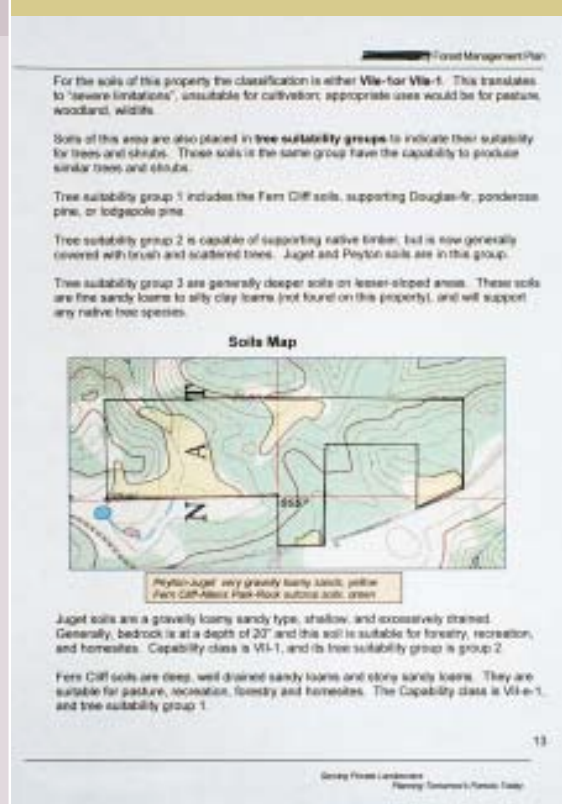 Forest Management Plan
For the soils of this property the classification is either VIIe-1or VIIs-1. This translates
to "severe limitations", unsuitable for cultivation; appropriate uses would be for pasture,
woodland, wildlife.
Soils of this area are also placed in tree suitability groups to indicate their suitability
for trees and shrubs. Those soils in the same group have the capability to produce
similar trees and shrubs.
Tree suitability group 1 includes the Fern Cliff soils, supporting Douglas-fir, ponderosa
pine, or lodgepole pine.
Tree suitability group 2 is capable of supporting native timber, but is now generally
covered with brush and scattered trees. Juget and Peyton soils are in this group.
Tree suitability group 3 are generally deeper soils on lesser-sloped areas. These soils
are fine sandy loams to silty clay loams (not found on this property), and will support
any native tree species.
Soils Map
N A T
Peyton-Juget very gravelly loamy sands, yellow
Fern Cliff-Allens Park-Rock outcrop soils, green
Juget soils are a gravelly loamy sandy type, shallow, and excessively drained.
Generally, bedrock is at a depth of 20" and this soil is suitable for forestry, recreation,
and homesites. Capability class is VII-1, and its tree suitability group is group 2.
Fern Cliff soils are deep, well drained sandy loams and stony sandy loams. They are
suitable for pasture, recreation, forestry and homesites. The Capability class is VII-e-1,
and tree suitability group 1.
13
Serving Private Landowners
Planning Tomorrow's Forests Today